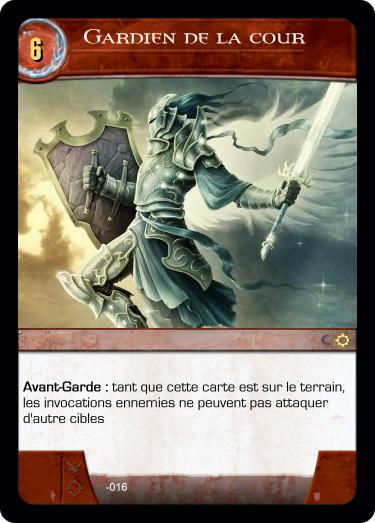 6
Gardien de la cour
Avant-Garde : tant que cette carte est sur le terrain,
les invocations ennemies ne peuvent pas attaquer
d'autre cibles
-016